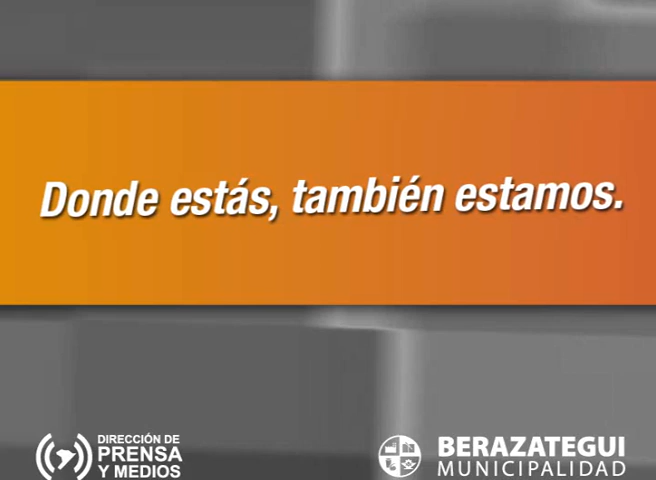 Donde estás, también estamos.
DIRECCIÓN DE
PRENSA
Y MEDIOS
BERAZATEGUI
MUNICIPALIDAD